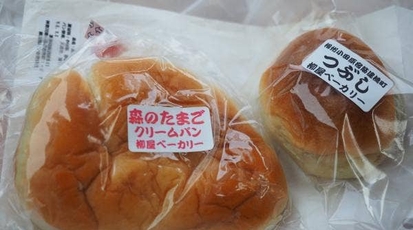 森のたまご
クリームパン
柳屋ベーカリー
つぶし
柳屋ベーカリー